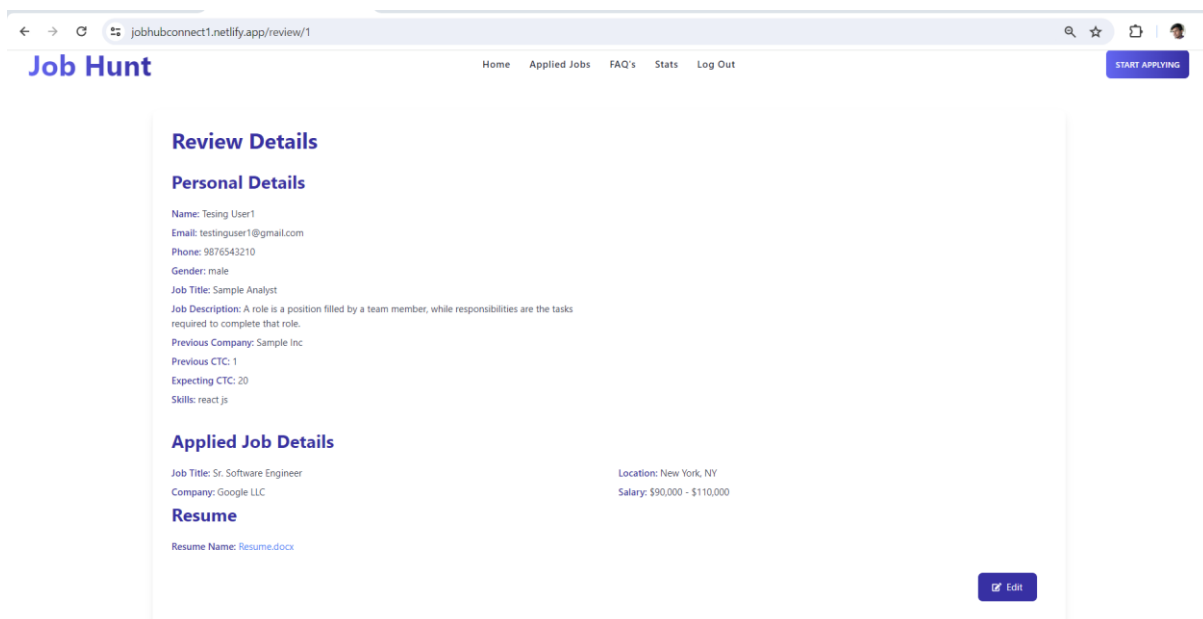 jobhubconnect1.netlify.app/review/1
Job Hunt
Home Applied Jobs FAQ's Stats Log Out
START APPLYING
Review Details
Personal Details
Name: Tesing User1
Email: testinguser1@gmail.com
Phone: 9876543210
Gender: male
Job Title: Sample Analyst
Job Description: A role is a position filled by a team member, while responsibilities are the tasks
required to complete that role.
Previous Company: Sample Inc
Previous CTC: 1
Expecting CTC: 20
Skills: react js
Applied Job Details
Job Title: Sr. Software Engineer
Location: New York, NY
Company: Google LLC
Salary: $90,000 - $110,000
Resume
Resume Name: Resume.docx
Edit